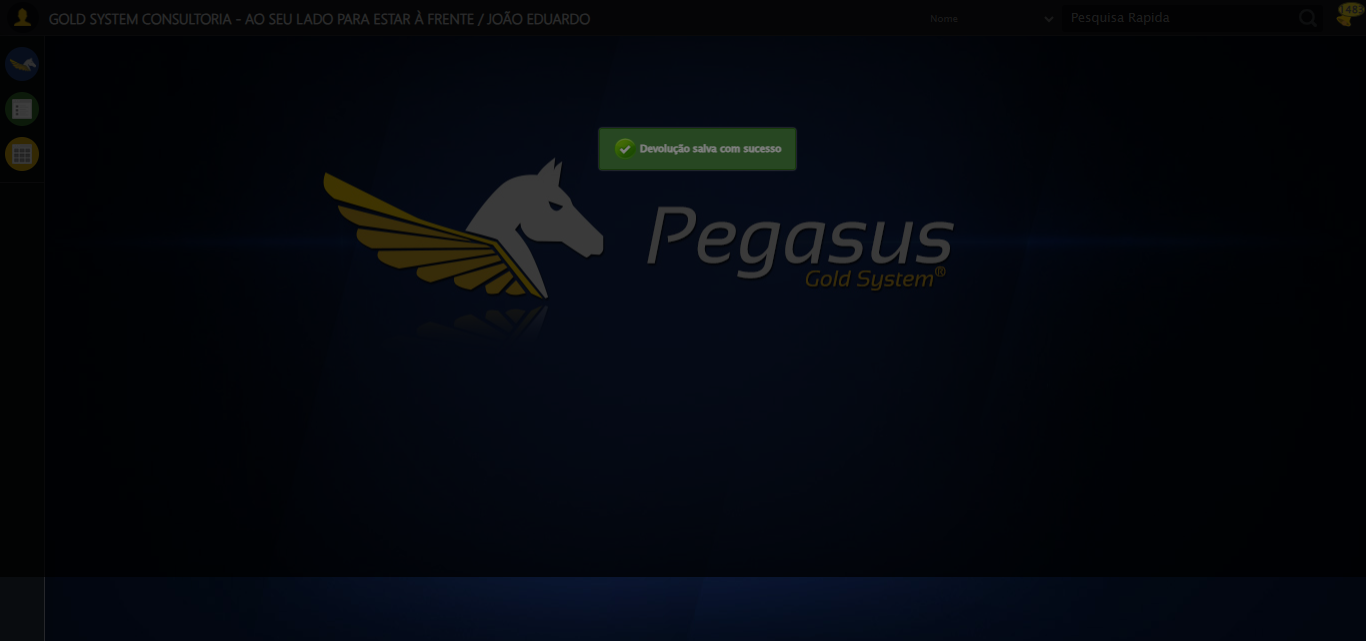 GOLD SYSTEM CONSULTORIA - AO SEU LADO PARA ESTAR À FRENTE / JOÃO EDUARDO
Nome
Pesquisa Rapida
Devolução salva com sucesso
Pegasus
Gold System®